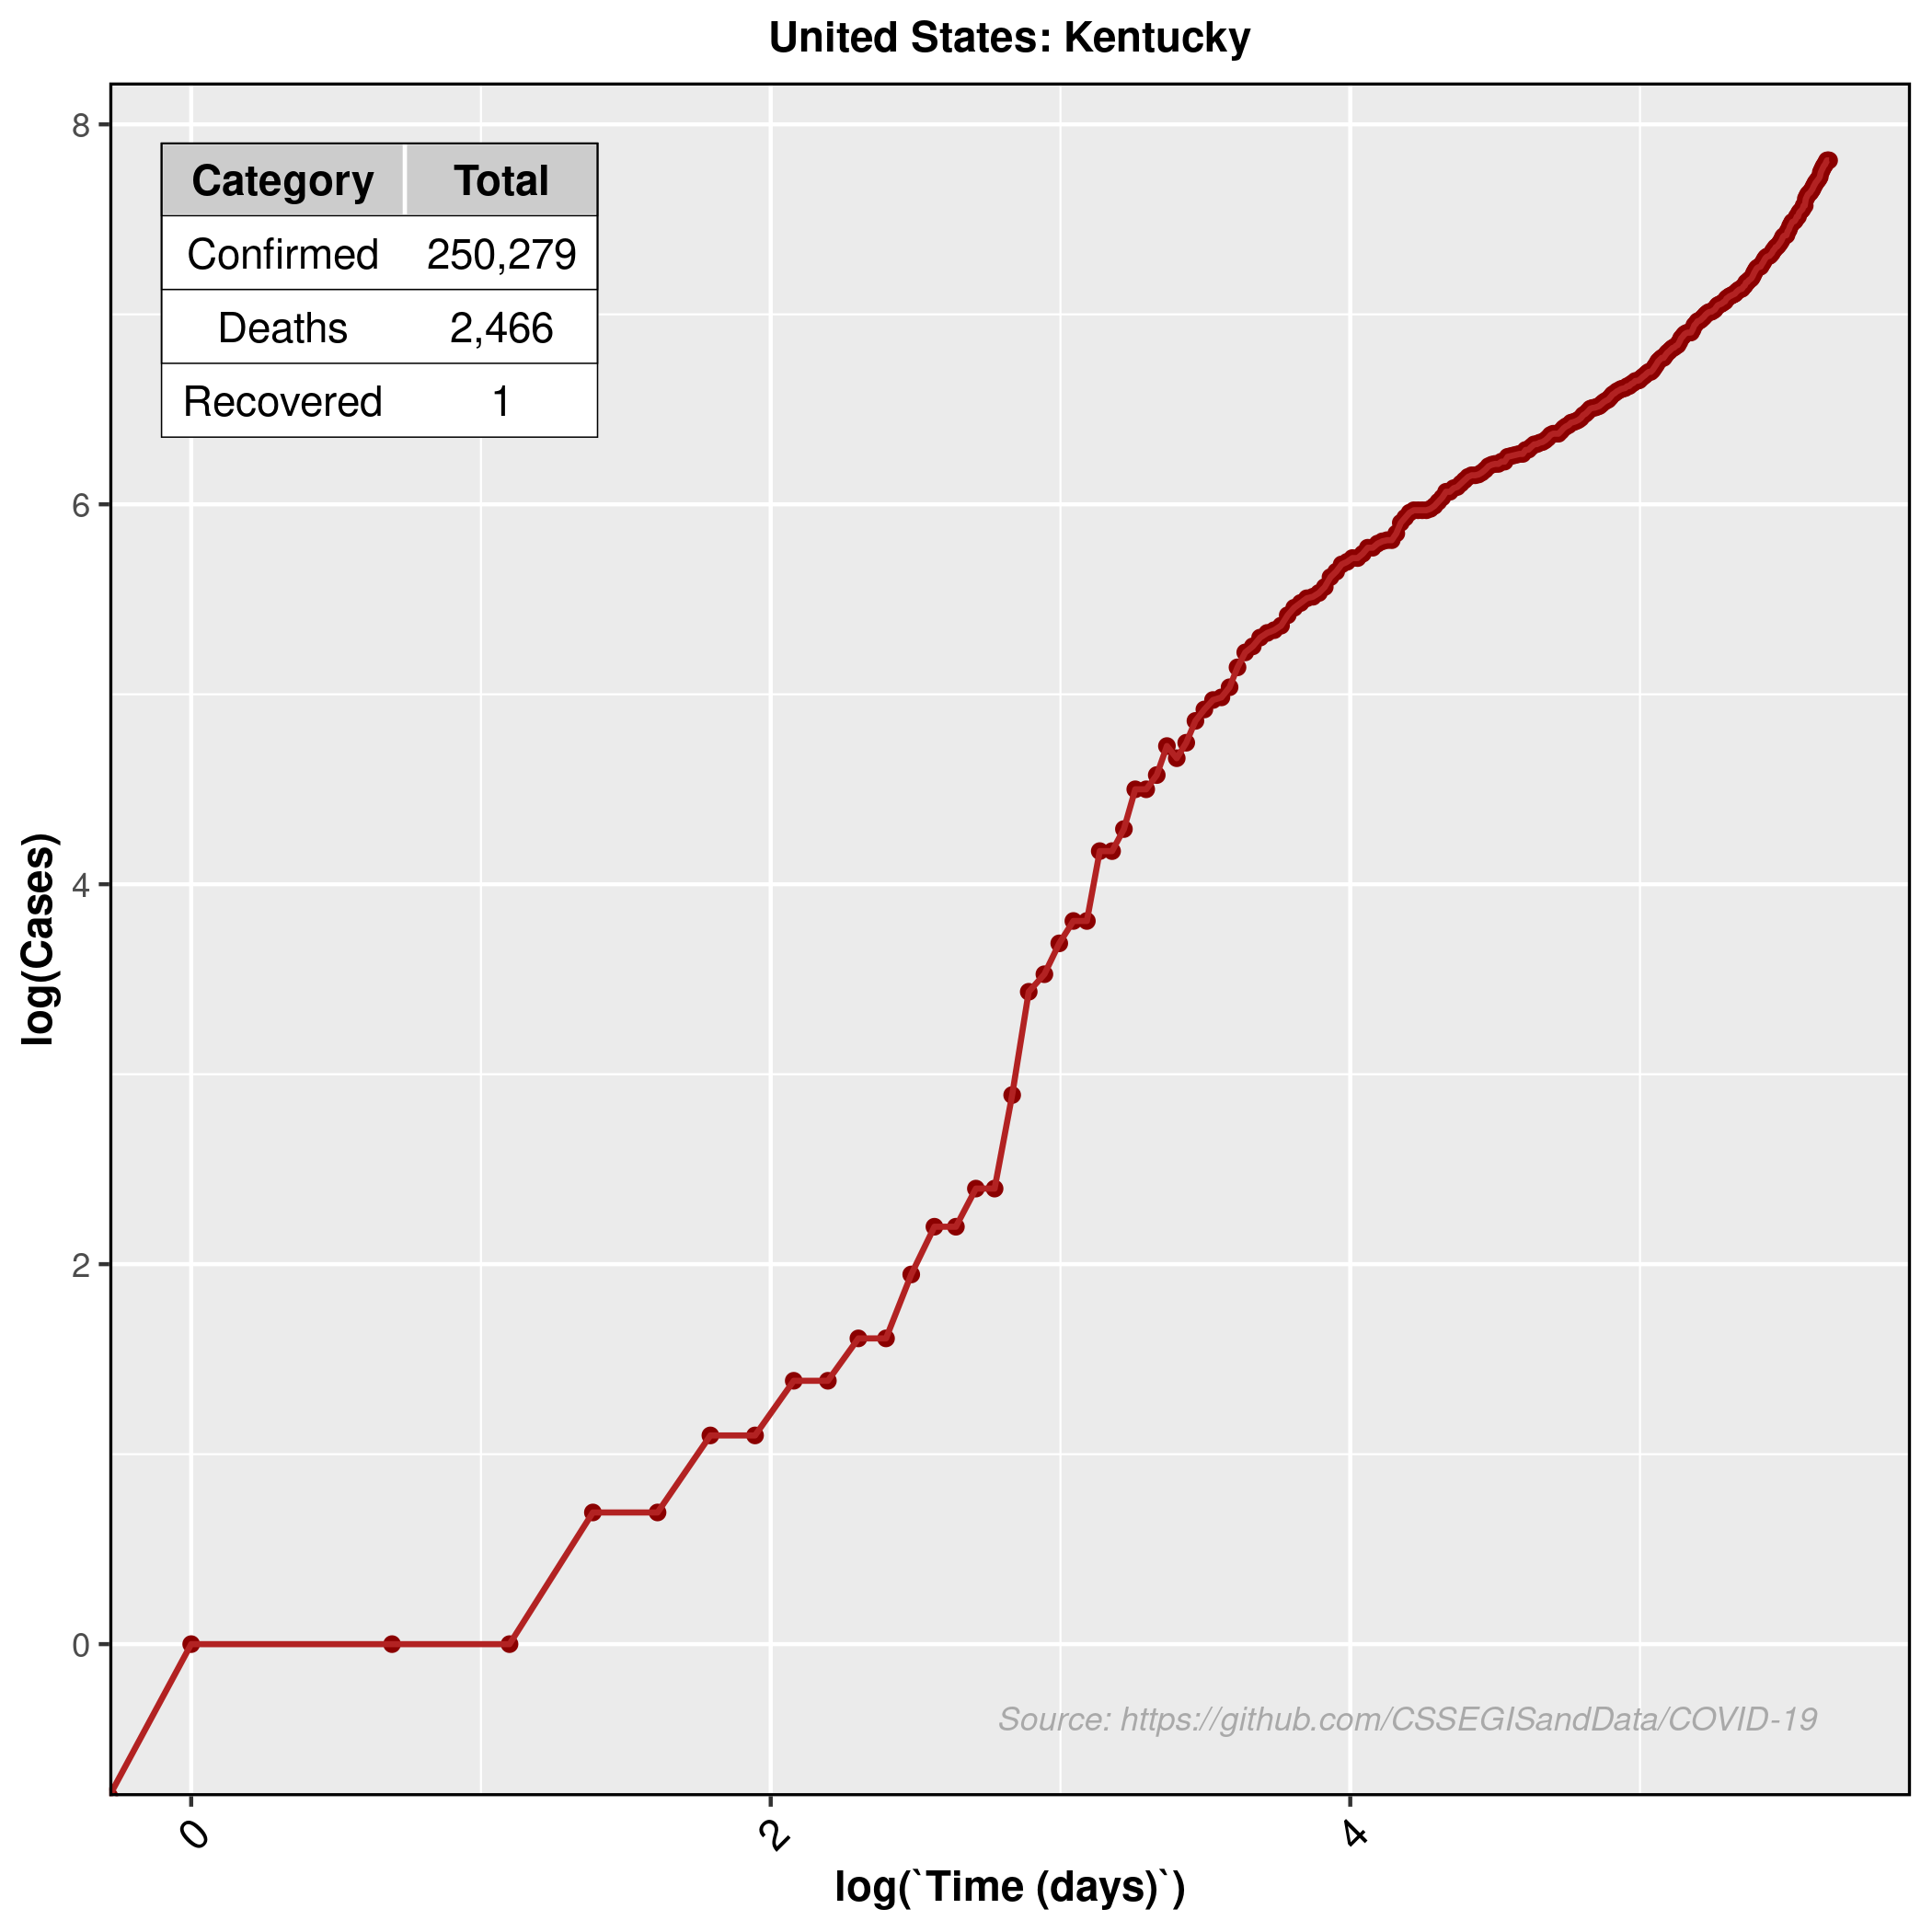 United States: Kentucky
8
Category Total
Confirmed 250,279
Deaths 2,466
Recovered 1
6
log(Cases)
4
2
0
Source: https://github.com/CSSEGISandData/COVID-19
0 2 4
log(`Time (days)`)